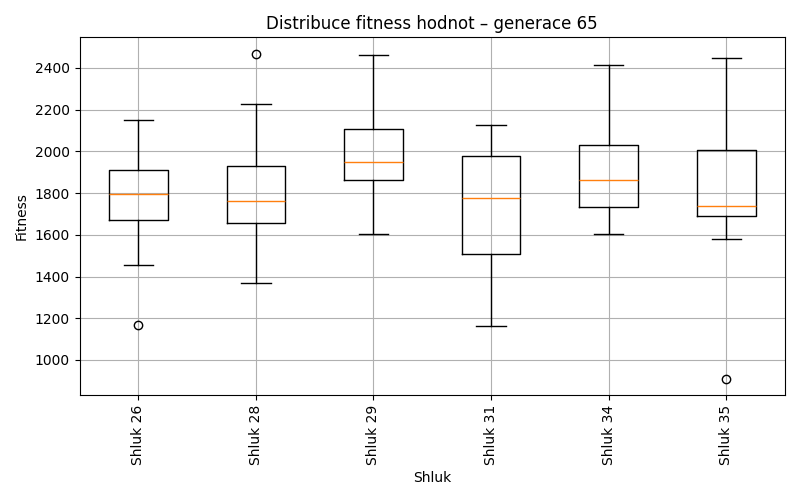 Distribuce fitness hodnot – generace 65
Fitness
2400
2200
2000
1800
1600
1400
1200
1000
Shluk 26
Shluk 28
Shluk 29
Shluk 31
Shluk 34
Shluk 35
Shluk